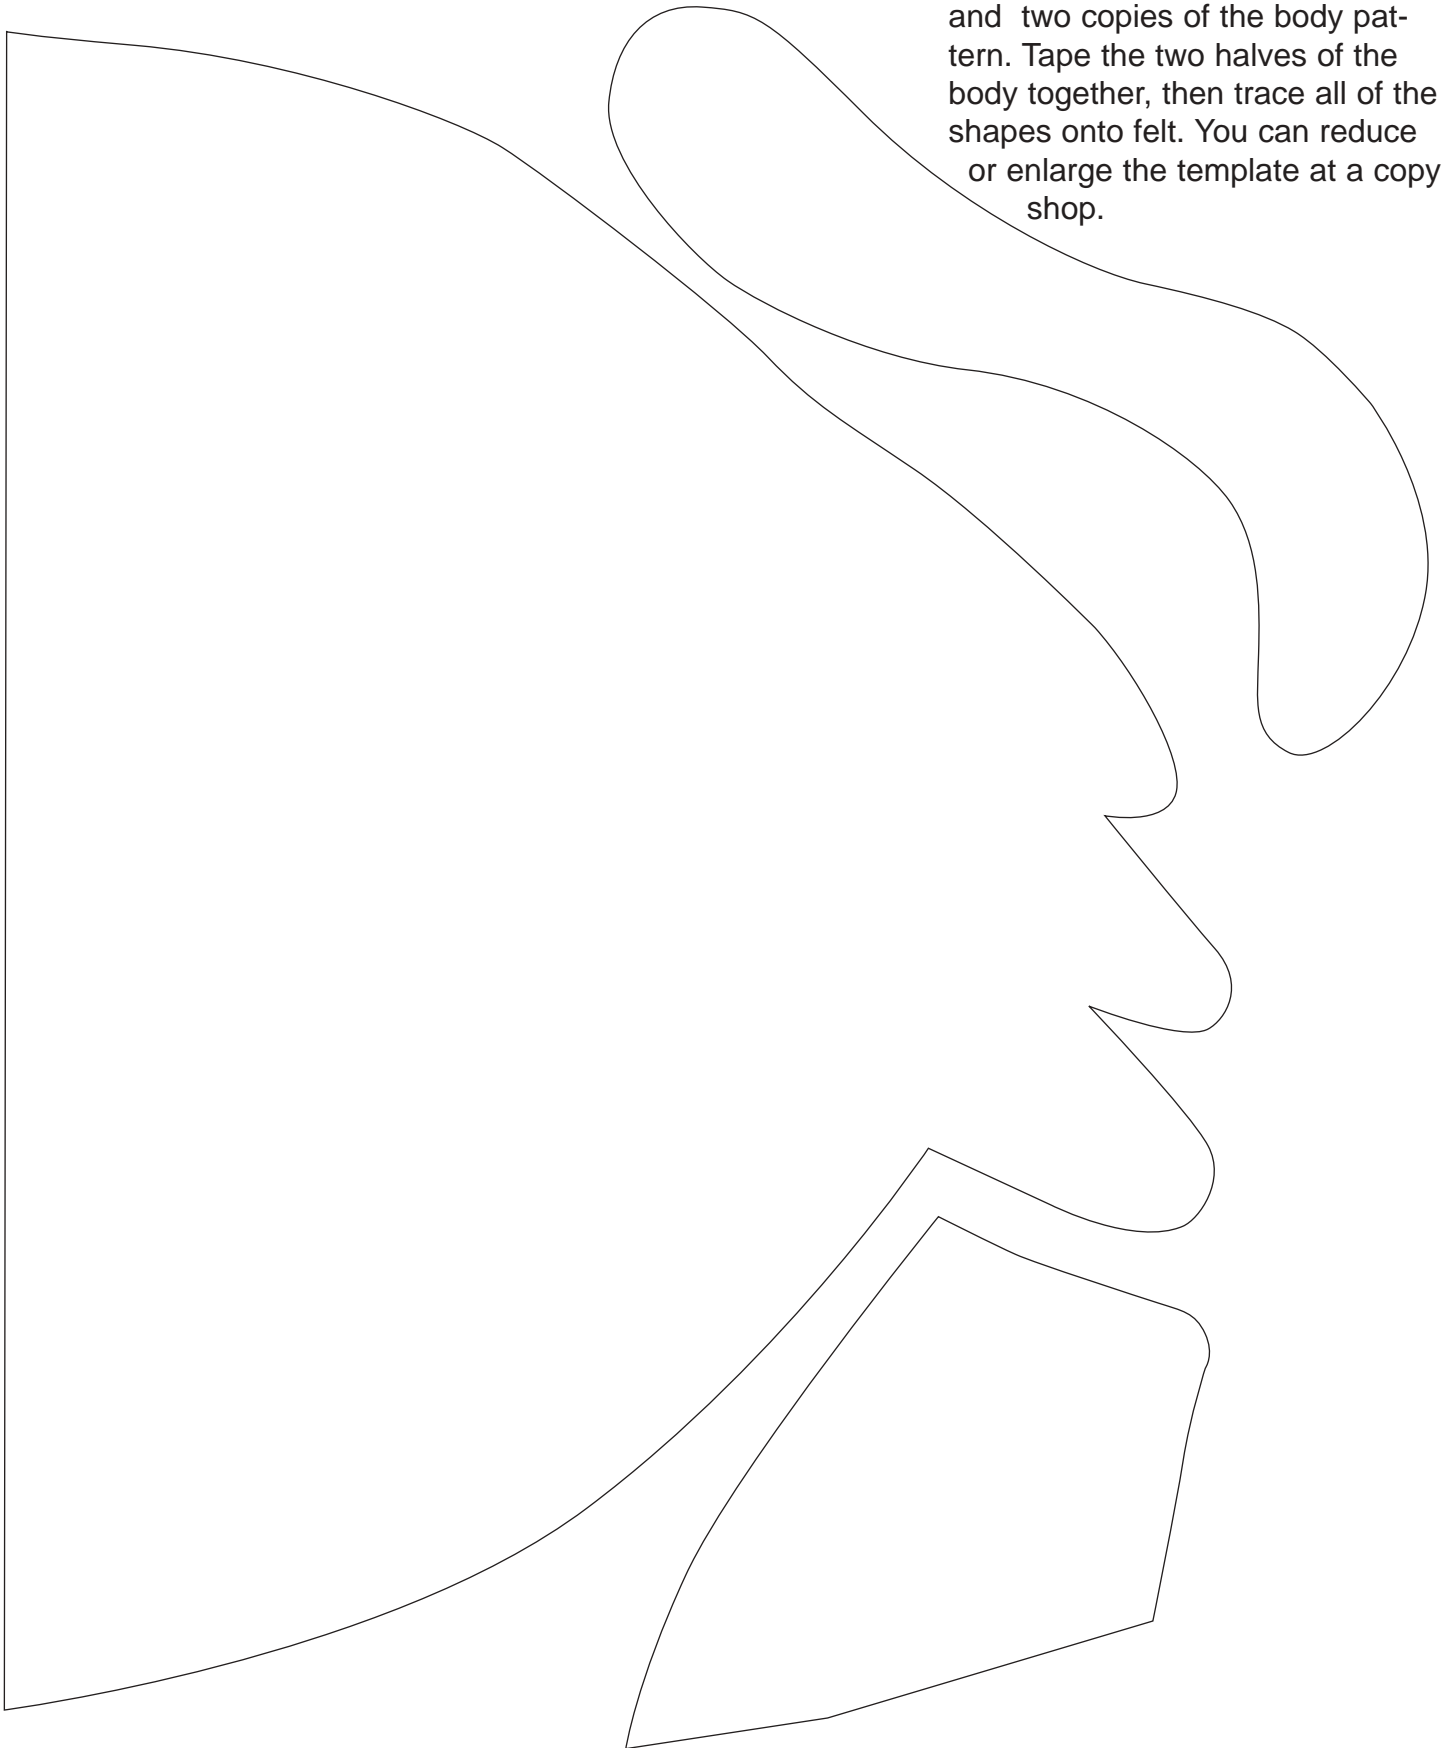 and  two copies of the body pat-
tern. Tape the two halves of the
body together, then trace all of the
shapes onto felt. You can reduce
or enlarge the template at a copy
shop.